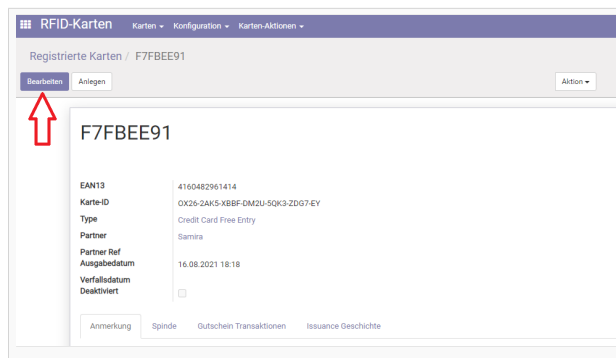 RFID-Karten Karten Konfiguration Karten-Aktionen
Registrierte Karten / F7FBEE91
Bearbeiten Anlegen Aktion
F7FBEE91
EAN13 4160482961414
Karte-ID OX26-2AK5-XBBF-DM2U-5QK3-ZDG7-EY
Type Credit Card Free Entry
Partner Samira
Partner Ref
Ausgabedatum 16.08.2021 18:18
Verfallsdatum
Deaktiviert
Anmerkung Spinde Gutschein Transaktionen Issuance Geschichte